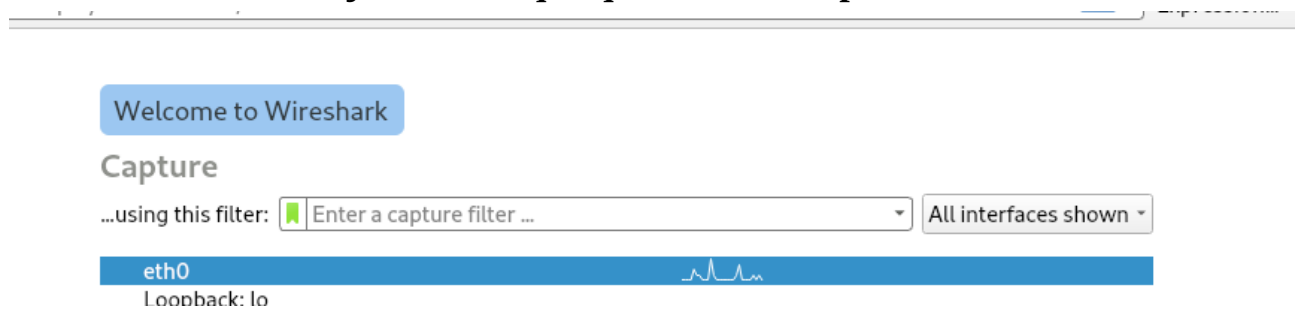 Welcome to Wireshark
Capture
...using this filter: Enter a capture filter ... All interfaces shown
eth0
Loopback: lo